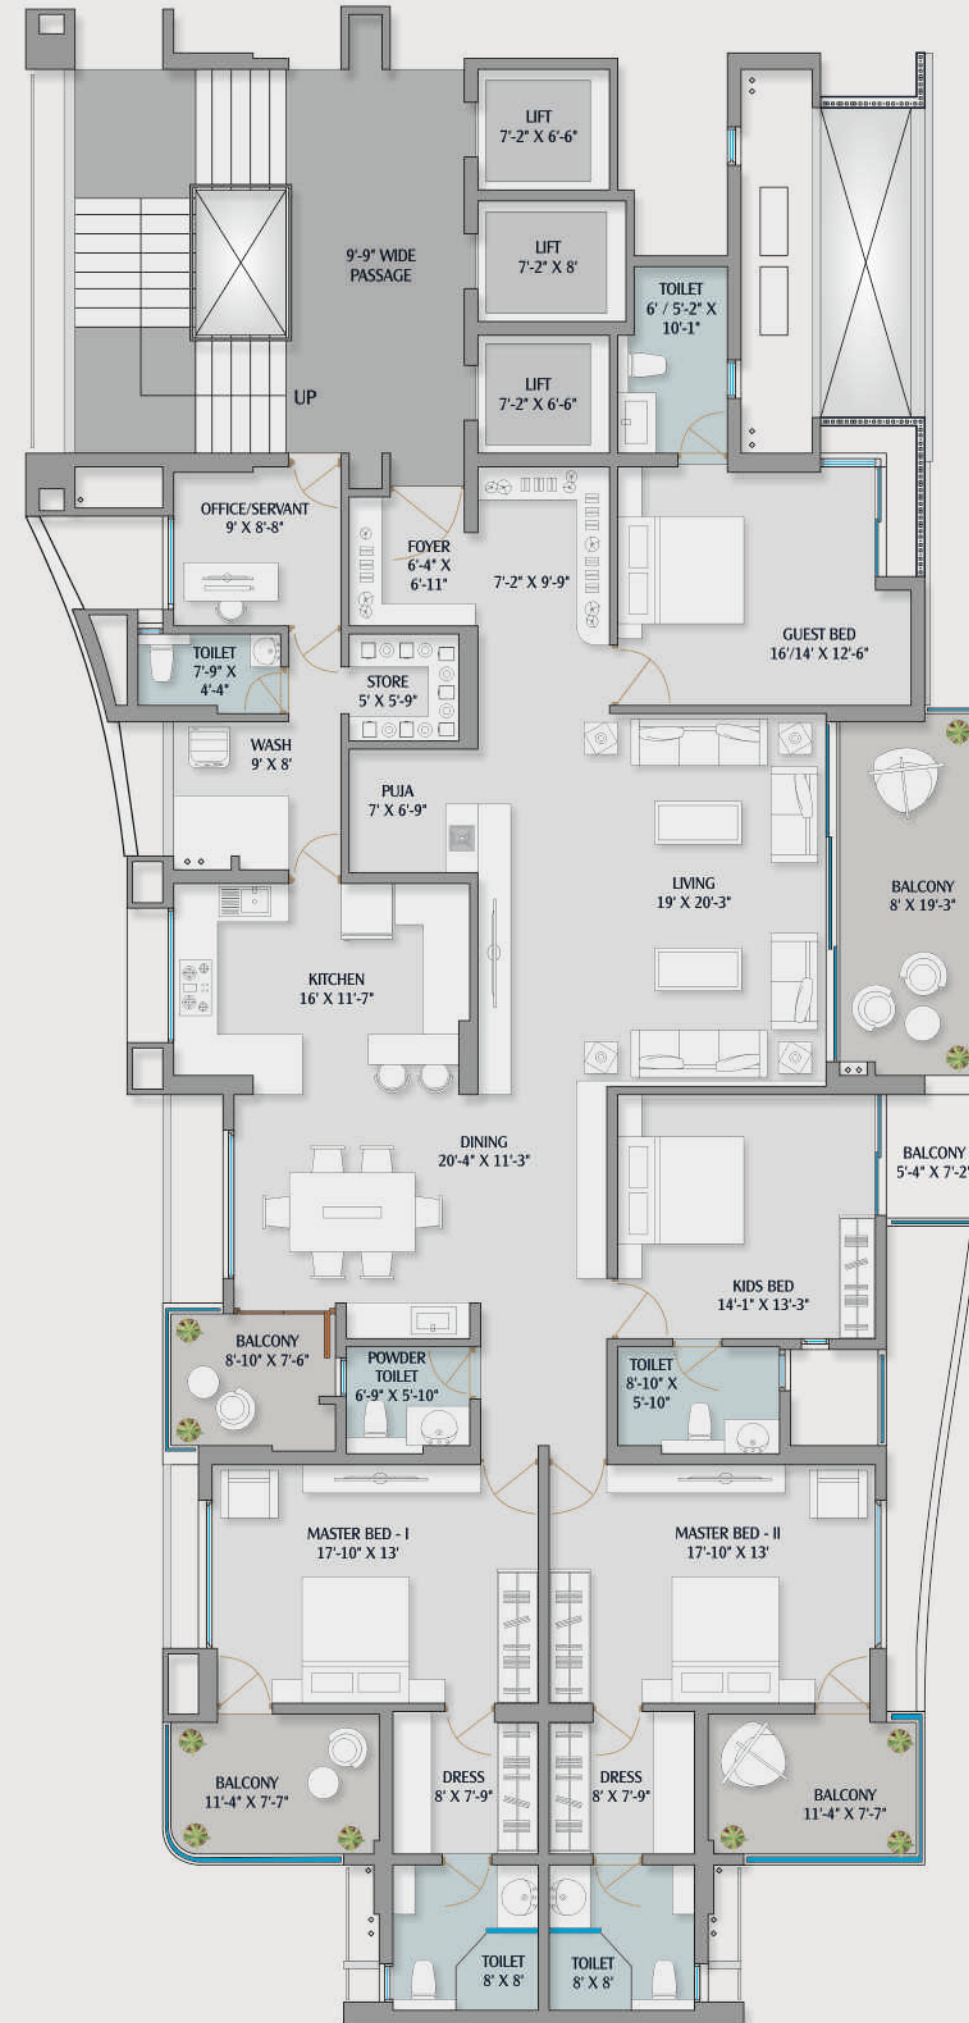 LIFT
7'-2" X 6'-6"
LIFT
7'-2" X 8'
9'-9" WIDE
PASSAGE
TOILET
6' / 5'-2" X
10'-1"
LIFT
7'-2" X 6'-6"
UP
OFFICE/SERVANT
9' X 8'-8"
FOYER
6'-4" X
6'-11"
7'-2" X 9'-9"
GUEST BED
16'/14' X 12'-6"
TOILET
7'-9" X
4'-4"
STORE
5' X 5'-9"
WASH
9' X 8'
PUJA
7' X 6'-9"
LIVING
19' X 20'-3"
BALCONY
8' X 19'-3"
KITCHEN
16' X 11'-7"
DINING
20'-4" X 11'-3"
BALCONY
5'-4" X 7'-2"
KIDS BED
14'-1" X 13'-3"
BALCONY
8'-10" X 7'-6"
POWDER
TOILET
6'-9" X 5'-10"
TOILET
8'-10" X
5'-10"
MASTER BED - I
17'-10" X 13'
MASTER BED - II
17'-10" X 13'
BALCONY
11'-4" X 7'-7"
DRESS
8' X 7'-9"
DRESS
8' X 7'-9"
BALCONY
11'-4" X 7'-7"
TOILET
8' X 8'
TOILET
8' X 8'